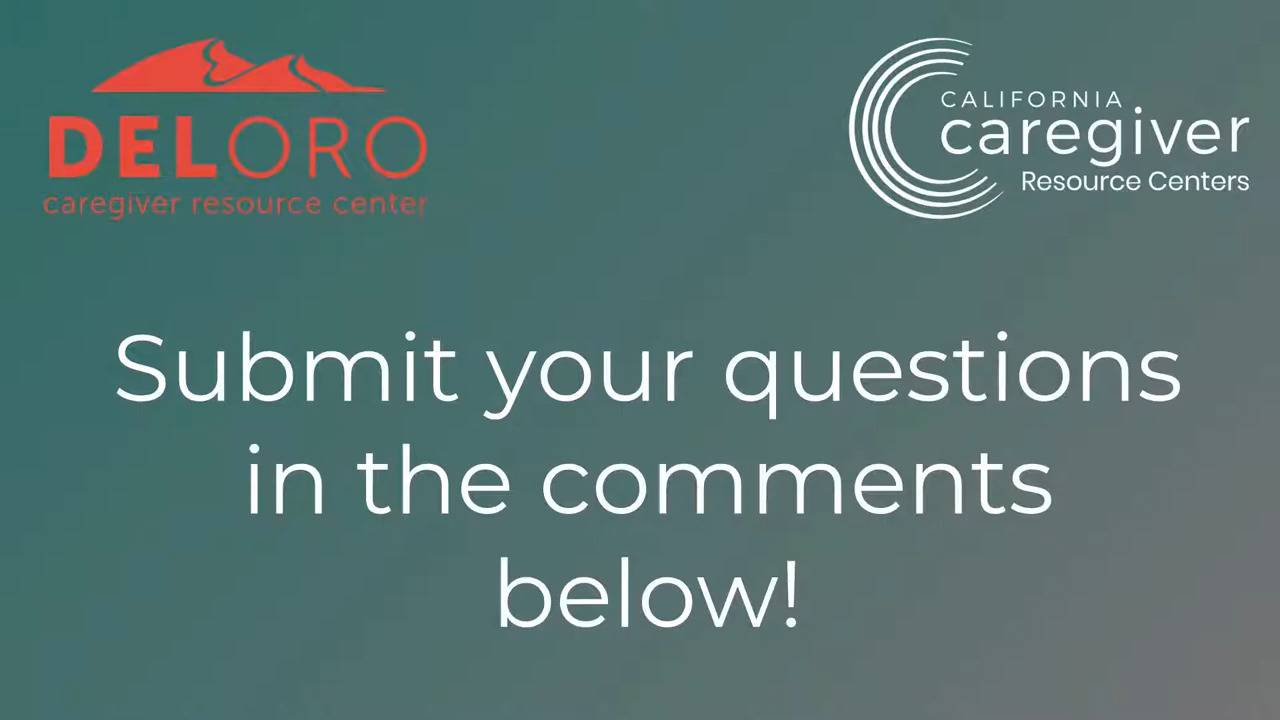 DELORO
caregiver resource center
CALIFORNIA
caregiver
Resource Centers
Submit your questions
in the comments
below!